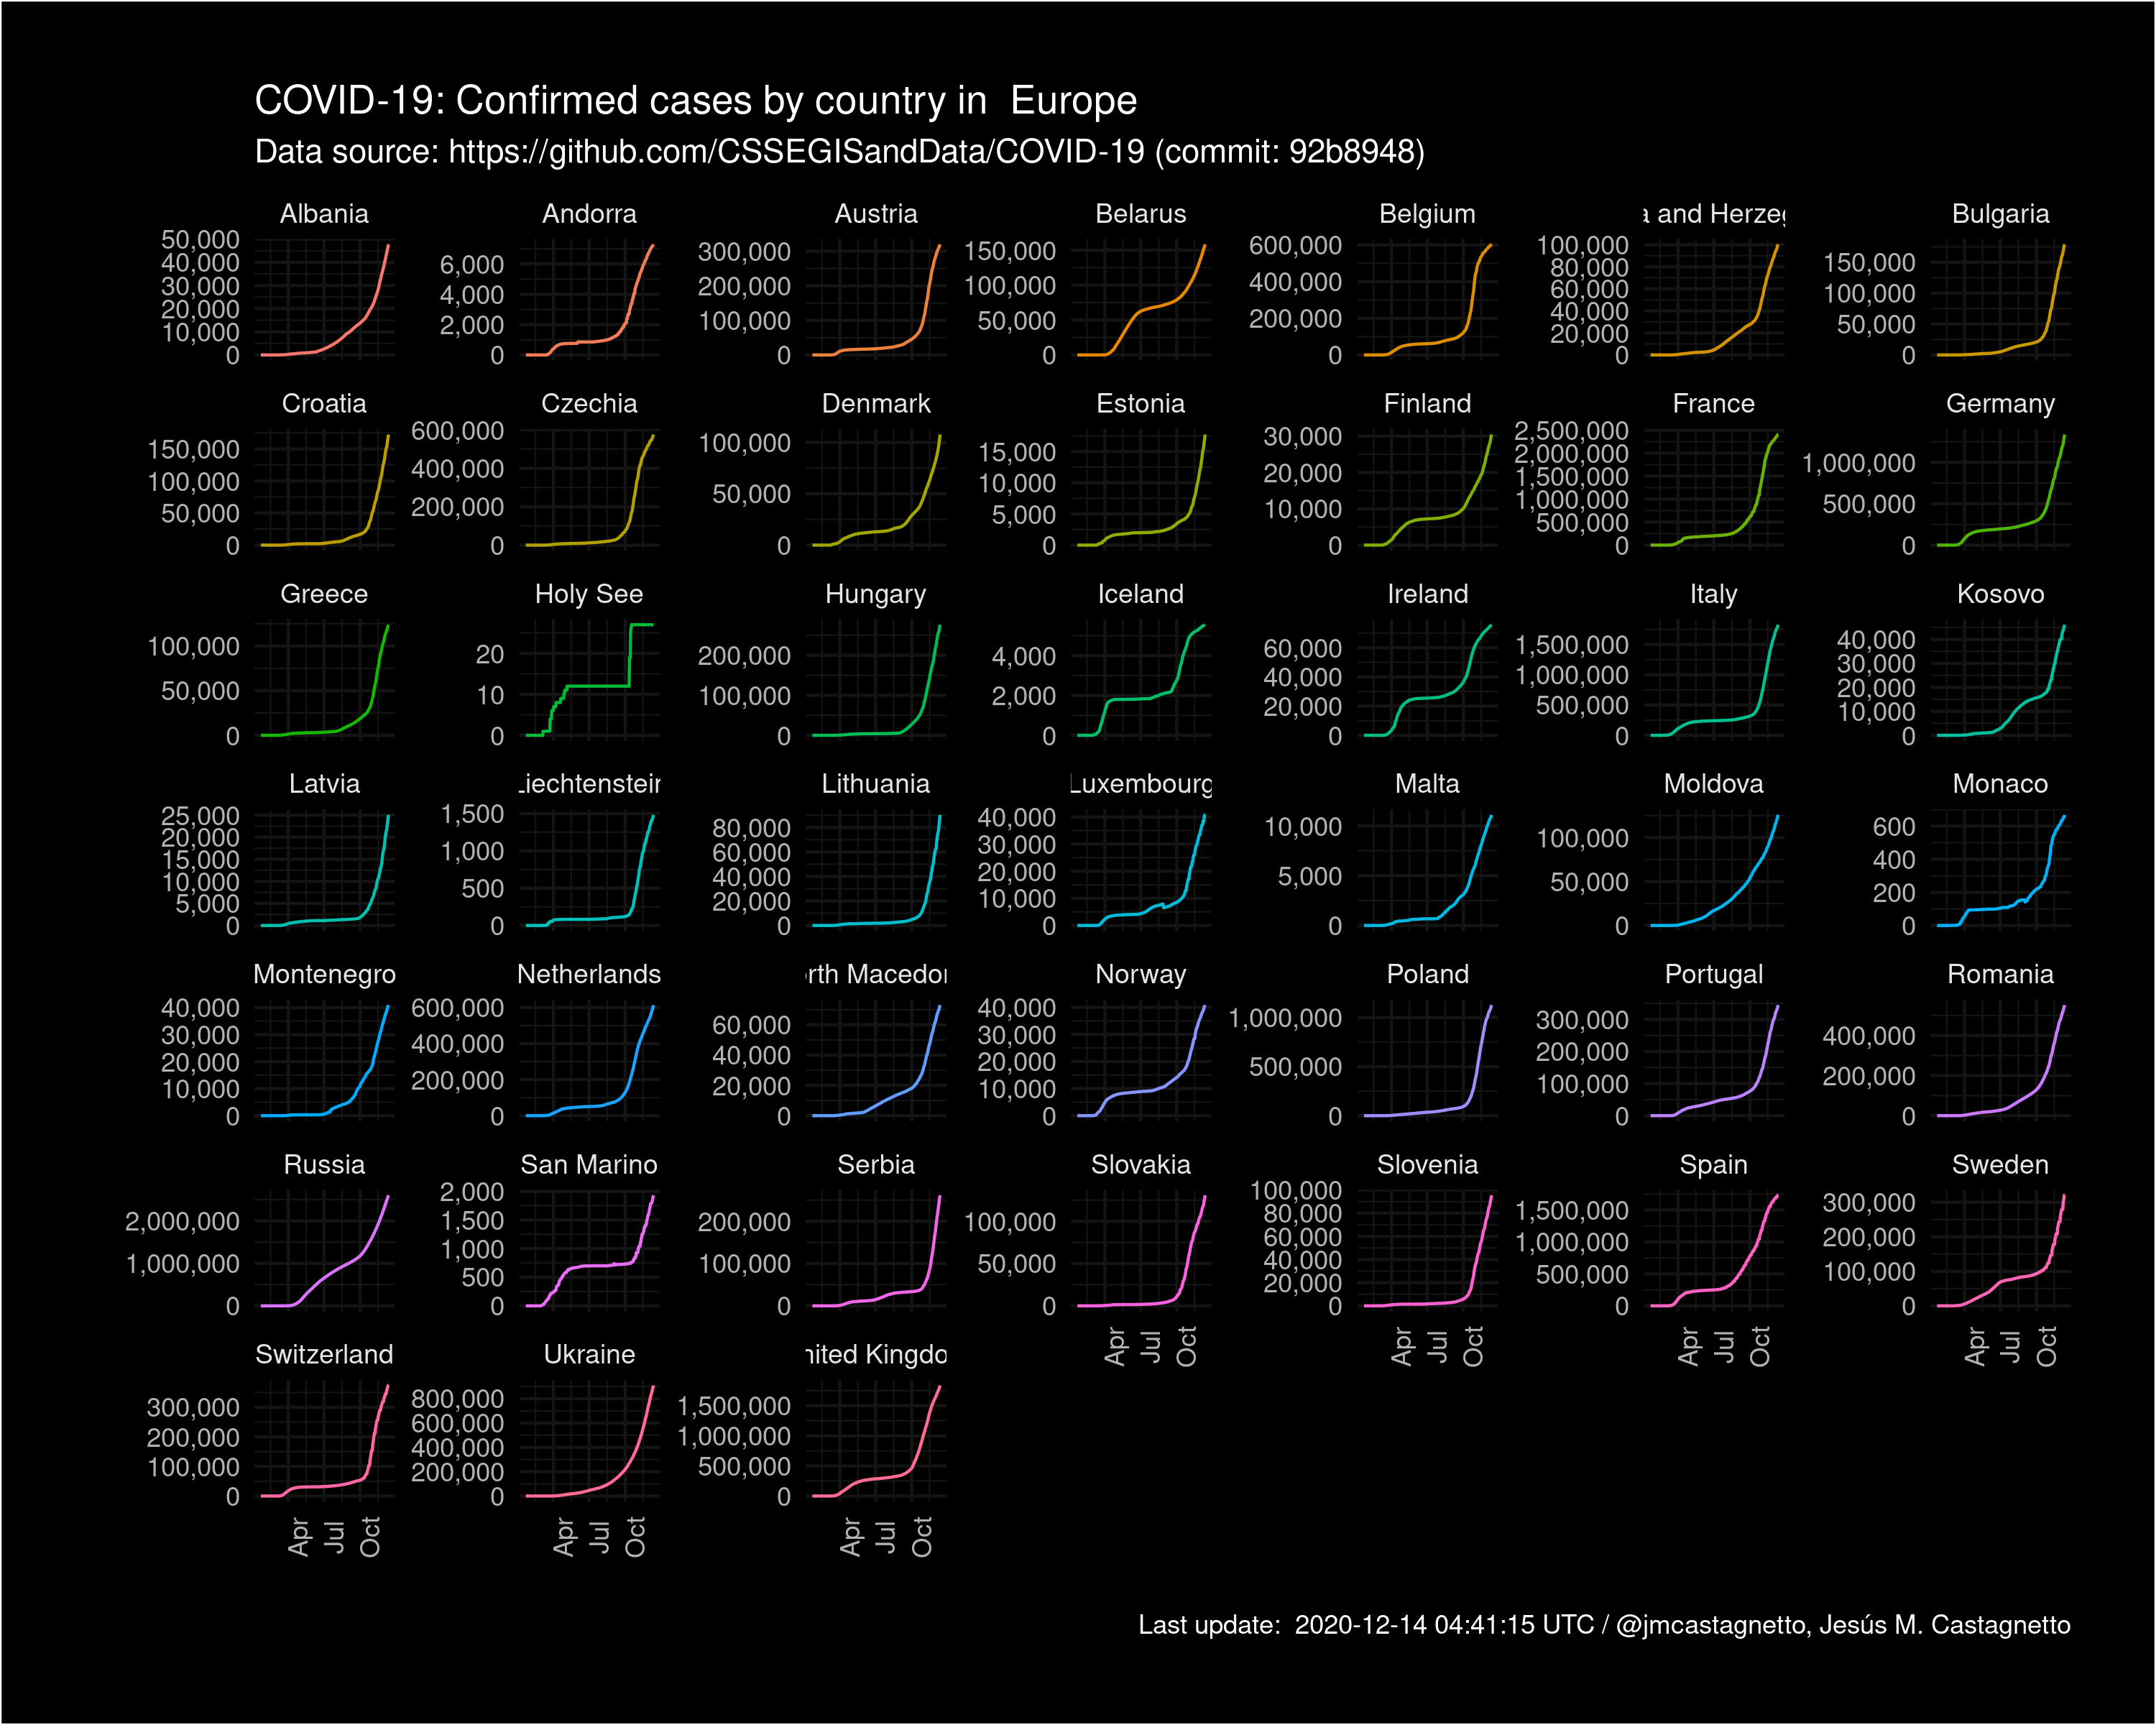 COVID-19: Confirmed cases by country in  Europe
Data source: https://github.com/CSSEGISandData/COVID-19 (commit: 92b8948)
Albania
50,000
40,000
30,000
20,000
10,000
0
Andorra
6,000
4,000
2,000
0
Austria
300,000
200,000
100,000
0
Belarus
150,000
100,000
50,000
0
Belgium
600,000
400,000
200,000
0
a and Herzeg
100,000
80,000
60,000
40,000
20,000
0
Bulgaria
150,000
100,000
50,000
0
Croatia
150,000
100,000
50,000
0
Czechia
600,000
400,000
200,000
0
Denmark
100,000
50,000
0
Estonia
15,000
10,000
5,000
0
Finland
30,000
20,000
10,000
0
France
2,500,000
2,000,000
1,500,000
1,000,000
500,000
0
Germany
1,000,000
500,000
0
Greece
100,000
50,000
0
Holy See
20
10
0
Hungary
200,000
100,000
0
Iceland
4,000
2,000
0
Ireland
60,000
40,000
20,000
0
Italy
1,500,000
1,000,000
500,000
0
Kosovo
40,000
30,000
20,000
10,000
0
Latvia
25,000
20,000
15,000
10,000
5,000
0
Liechtenstein
1,500
1,000
500
0
Lithuania
80,000
60,000
40,000
20,000
0
Luxembourg
40,000
30,000
20,000
10,000
0
Malta
10,000
5,000
0
Moldova
100,000
50,000
0
Monaco
600
400
200
0
Montenegro
40,000
30,000
20,000
10,000
0
Netherlands
600,000
400,000
200,000
0
rth Macedon
60,000
40,000
20,000
0
Norway
40,000
30,000
20,000
10,000
0
Poland
1,000,000
500,000
0
Portugal
300,000
200,000
100,000
0
Romania
400,000
200,000
0
Russia
2,000,000
1,000,000
0
San Marino
2,000
1,500
1,000
500
0
Serbia
200,000
100,000
0
Slovakia
100,000
50,000
0
Apr
Jul
Oct
Slovenia
100,000
80,000
60,000
40,000
20,000
0
Apr
Jul
Oct
Spain
1,500,000
1,000,000
500,000
0
Apr
Jul
Oct
Sweden
300,000
200,000
100,000
0
Apr
Jul
Oct
Switzerland
300,000
200,000
100,000
0
Apr
Jul
Oct
Ukraine
800,000
600,000
400,000
200,000
0
Apr
Jul
Oct
nited Kingdo
1,500,000
1,000,000
500,000
0
Apr
Jul
Oct
Last update:  2020-12-14 04:41:15 UTC / @jmcastagnetto, Jesús M. Castagnetto